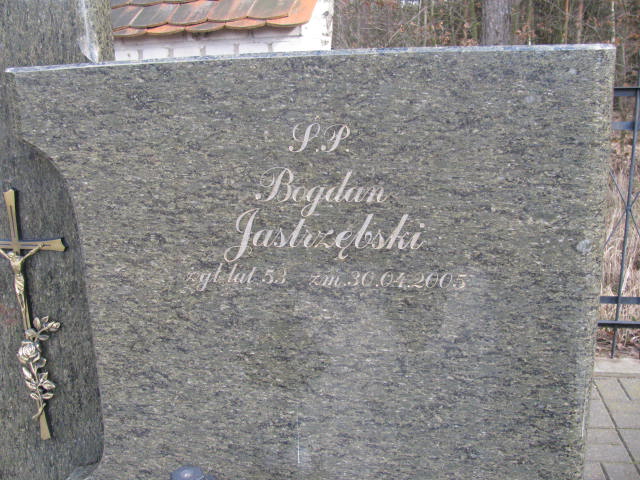 Ś.P.
Bogdan
Jastrzębski
żył lat 53 zm. 30.04.2005